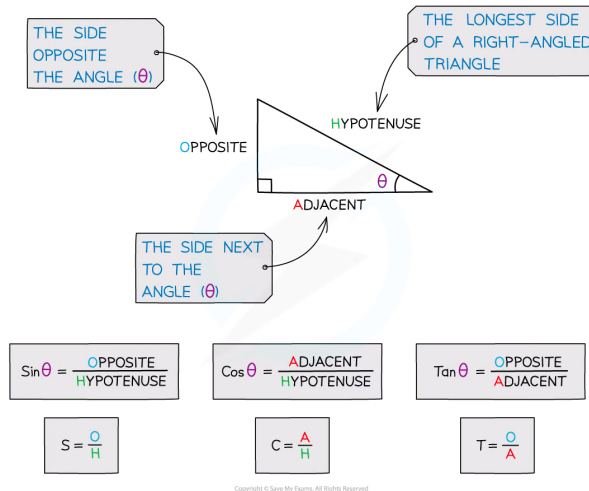 THE SIDE
OPPOSITE
THE ANGLE (θ)
THE LONGEST SIDE
OF A RIGHT-ANGLED
TRIANGLE
HYPOTENUSE
OPPOSITE
θ
ADJACENT
THE SIDE NEXT
TO THE
ANGLE (θ)
Sinθ = OPPOSITE / HYPOTENUSE
Cosθ = ADJACENT / HYPOTENUSE
Tanθ = OPPOSITE / ADJACENT
S = O / H
C = A / H
T = O / A
Copyright © Save My Exams. All Rights Reserved